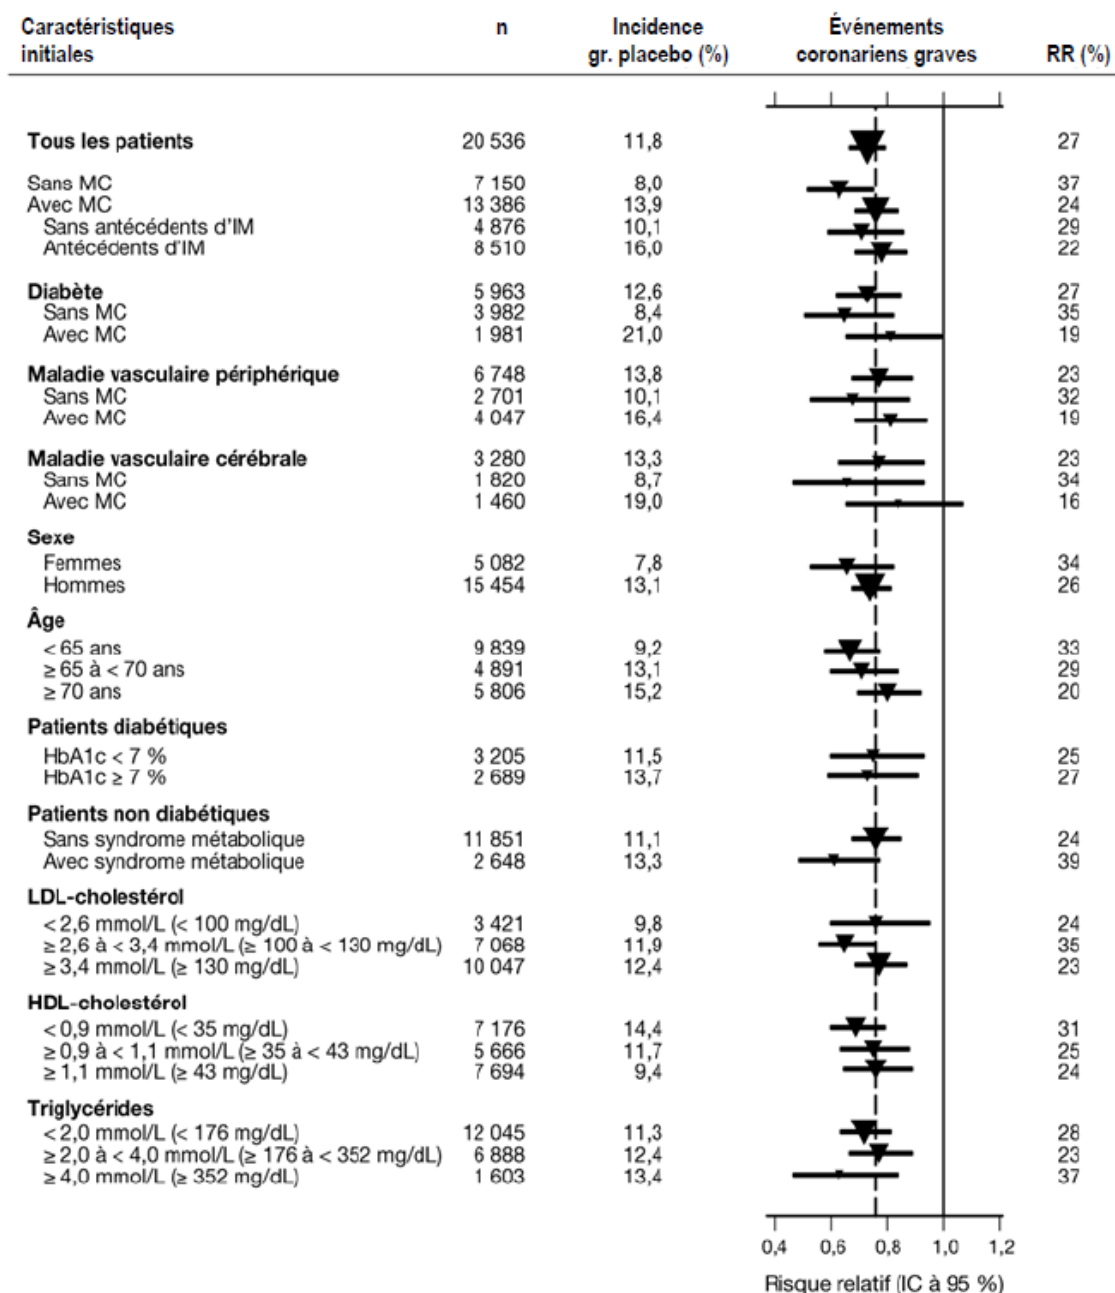 Caractéristiques initiales n Incidence gr. placebo (%) Événements coronariens graves RR (%)
Tous les patients 20 536 11,8 27
Sans MC 7 150 8,0 37
Avec MC 13 386 13,9 24
Sans antécédents d'IM 4 876 10,1 29
Antécédents d'IM 8 510 16,0 22
Diabète 5 963 12,6 27
Sans MC 3 982 8,4 35
Avec MC 1 981 21,0 19
Maladie vasculaire périphérique 6 748 13,8 23
Sans MC 2 701 10,1 32
Avec MC 4 047 16,4 19
Maladie vasculaire cérébrale 3 280 13,3 23
Sans MC 1 820 8,7 34
Avec MC 1 460 19,0 16
Sexe
Femmes 5 082 7,8 34
Hommes 15 454 13,1 26
Âge
< 65 ans 9 839 9,2 33
≥ 65 à < 70 ans 4 891 13,1 29
≥ 70 ans 5 806 15,2 20
Patients diabétiques
HbA1c < 7 % 3 205 11,5 25
HbA1c ≥ 7 % 2 689 13,7 27
Patients non diabétiques
Sans syndrome métabolique 11 851 11,1 24
Avec syndrome métabolique 2 648 13,3 39
LDL-cholestérol
< 2,6 mmol/L (< 100 mg/dL) 3 421 9,8 24
≥ 2,6 à < 3,4 mmol/L (≥ 100 à < 130 mg/dL) 7 068 11,9 35
≥ 3,4 mmol/L (≥ 130 mg/dL) 10 047 12,4 23
HDL-cholestérol
< 0,9 mmol/L (< 35 mg/dL) 7 176 14,4 31
≥ 0,9 à < 1,1 mmol/L (≥ 35 à < 43 mg/dL) 5 666 11,7 25
≥ 1,1 mmol/L (≥ 43 mg/dL) 7 694 9,4 24
Triglycérides
< 2,0 mmol/L (< 176 mg/dL) 12 045 11,3 28
≥ 2,0 à < 4,0 mmol/L (≥ 176 à < 352 mg/dL) 6 888 12,4 23
≥ 4,0 mmol/L (≥ 352 mg/dL) 1 603 13,4 37
0,4 0,6 0,8 1,0 1,2
Risque relatif (IC à 95 %)